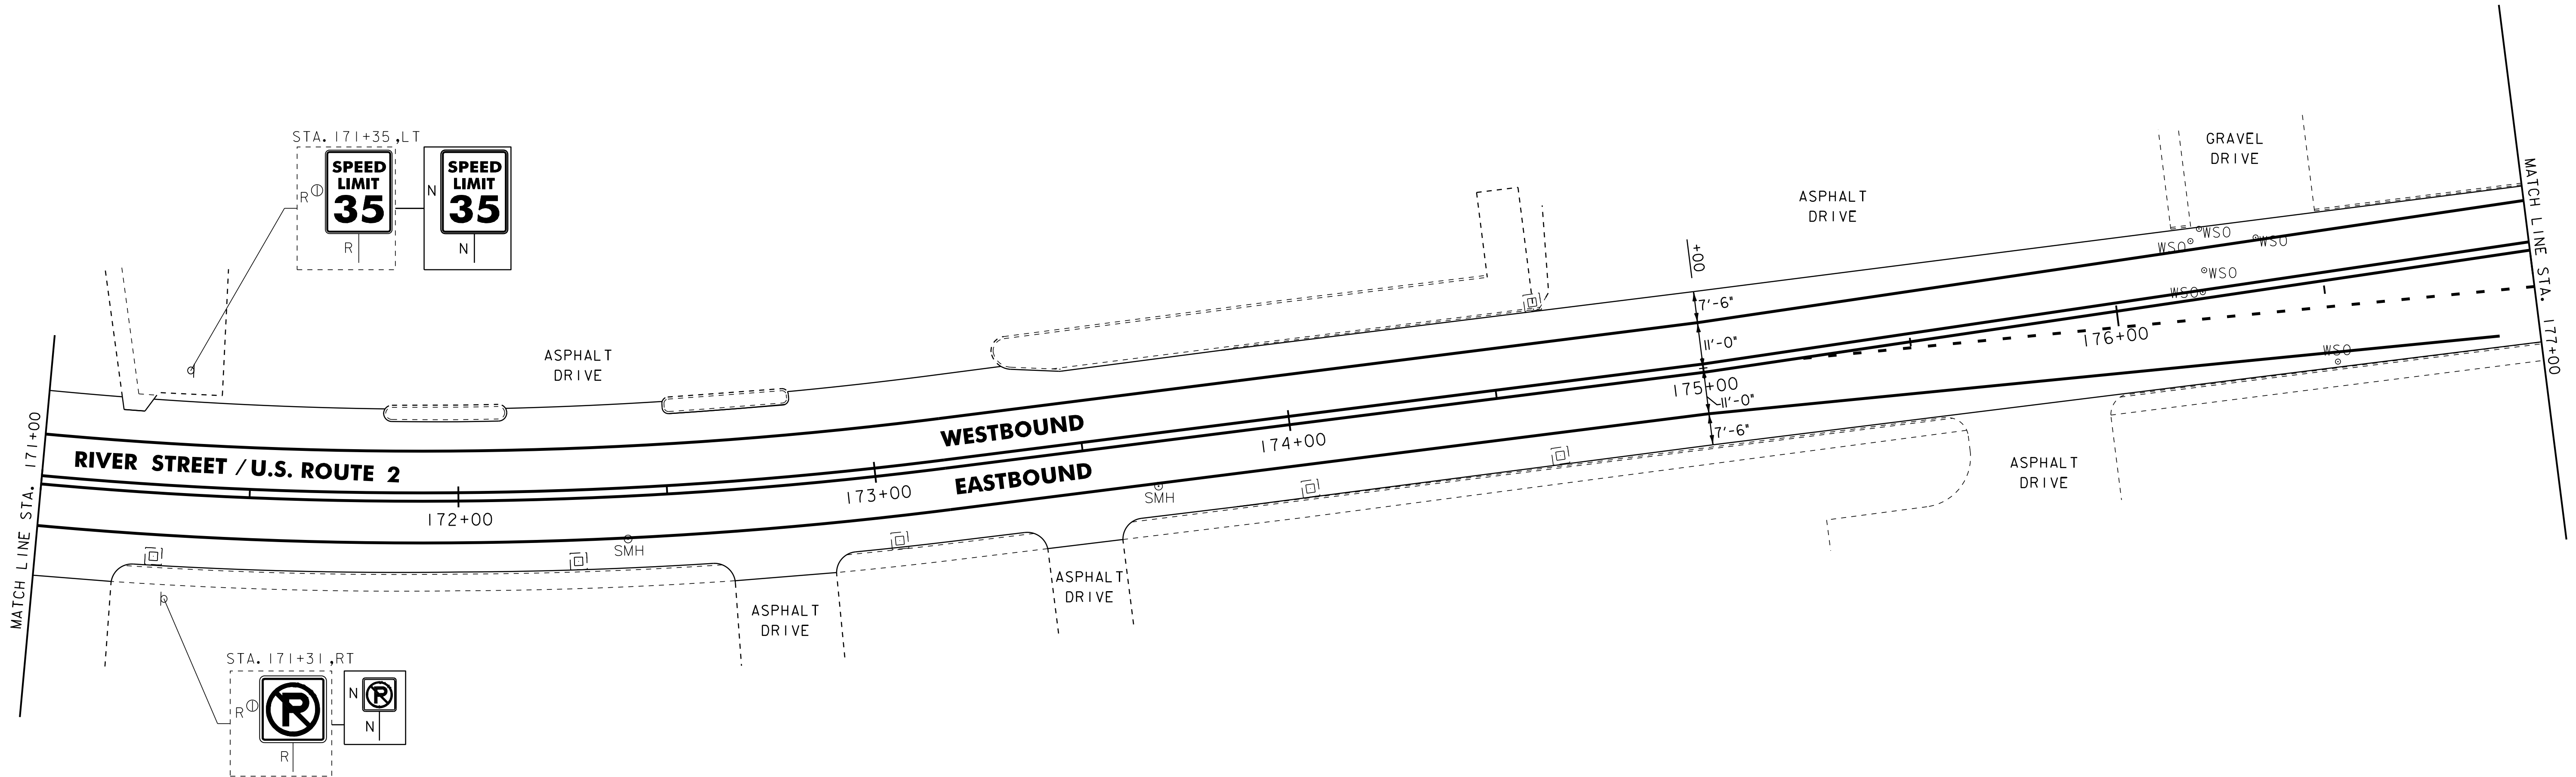 STA. 171+35 ,LT
R
SPEED
LIMIT
35
R
N
SPEED
LIMIT
35
N
MATCH LINE STA. 171+00
ASPHALT
DRIVE
RIVER STREET / U.S. ROUTE 2
172+00
173+00
WESTBOUND
EASTBOUND
174+00
SMH
SMH
ASPHALT
DRIVE
ASPHALT
DRIVE
STA. 171+31 ,RT
R
P
R
N
P
N
ASPHALT
DRIVE
+00
7'-6"
11'-0"
175+00
11'-0"
7'-6"
GRAVEL
DRIVE
WSO
WSO
WSO
WSO
WSO
176+00
WSO
ASPHALT
DRIVE
MATCH LINE STA. 177+00